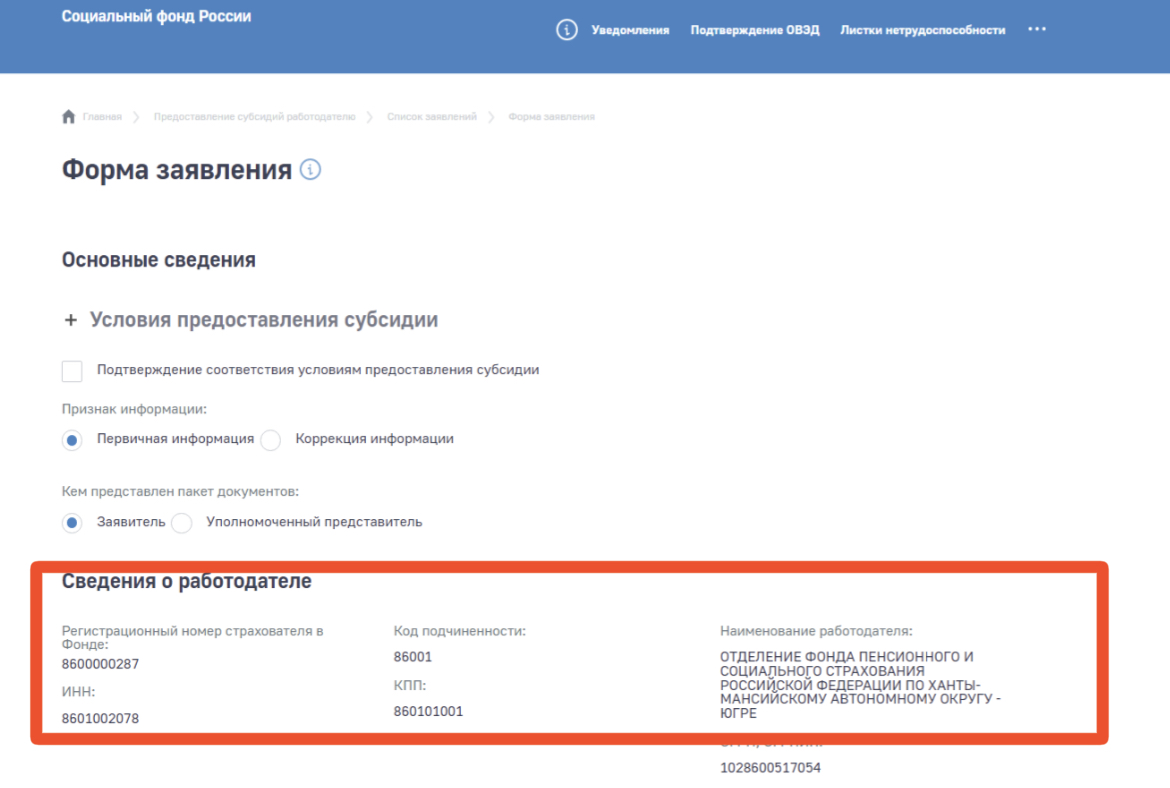 Социальный фонд России
Уведомления Подтверждение ОВЭД Листки нетрудоспособности
Главная Предоставление субсидий работодателю Список заявлений Форма заявления
Форма заявления
Основные сведения
+ Условия предоставления субсидии
Подтверждение соответствия условиям предоставления субсидии
Признак информации:
Первичная информация Коррекция информации
Кем представлен пакет документов:
Заявитель Уполномоченный представитель
Сведения о работодателе
Регистрационный номер страхователя в
Фонде:
8600000287
ИНН:
8601002078
Код подчиненности:
86001
КПП:
860101001
Наименование работодателя:
ОТДЕЛЕНИЕ ФОНДА ПЕНСИОННОГО И
СОЦИАЛЬНОГО СТРАХОВАНИЯ
РОССИЙСКОЙ ФЕДЕРАЦИИ ПО ХАНТЫ-
МАНСИЙСКОМУ АВТОНОМНОМУ ОКРУГУ -
ЮГРЕ
1028600517054